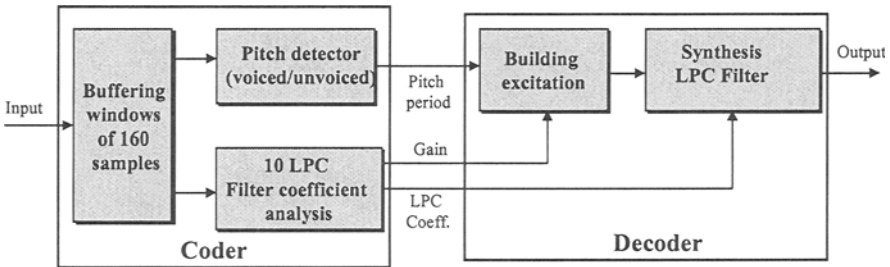 Input
Buffering
windows
of 160
samples
Pitch detector
(voiced/unvoiced)
10 LPC
Filter coefficient
analysis
Coder
Pitch
period
Gain
LPC
Coeff.
Building
excitation
Synthesis
LPC Filter
Output
Decoder